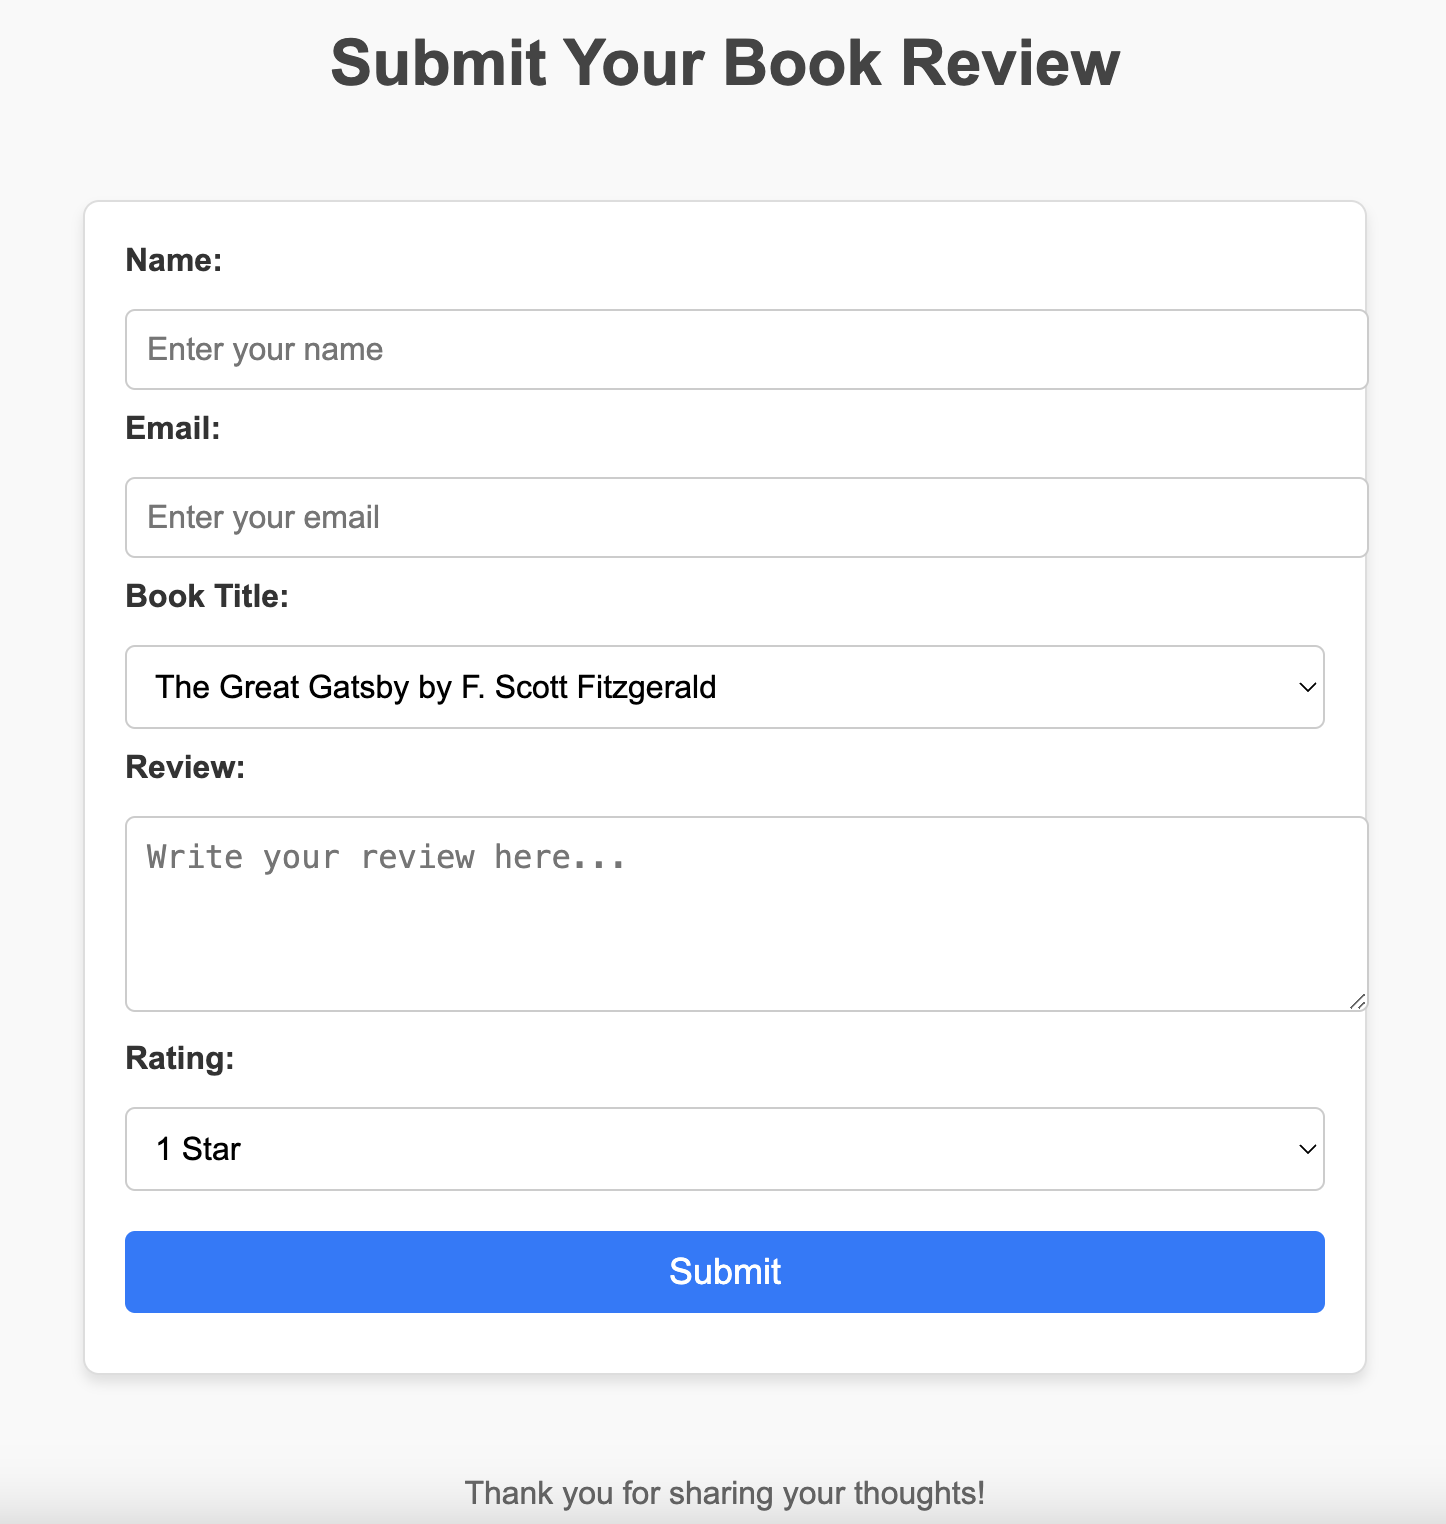 Submit Your Book Review
Name:
Enter your name
Email:
Enter your email
Book Title:
The Great Gatsby by F. Scott Fitzgerald
Review:
Write your review here...
Rating:
1 Star
Submit
Thank you for sharing your thoughts!